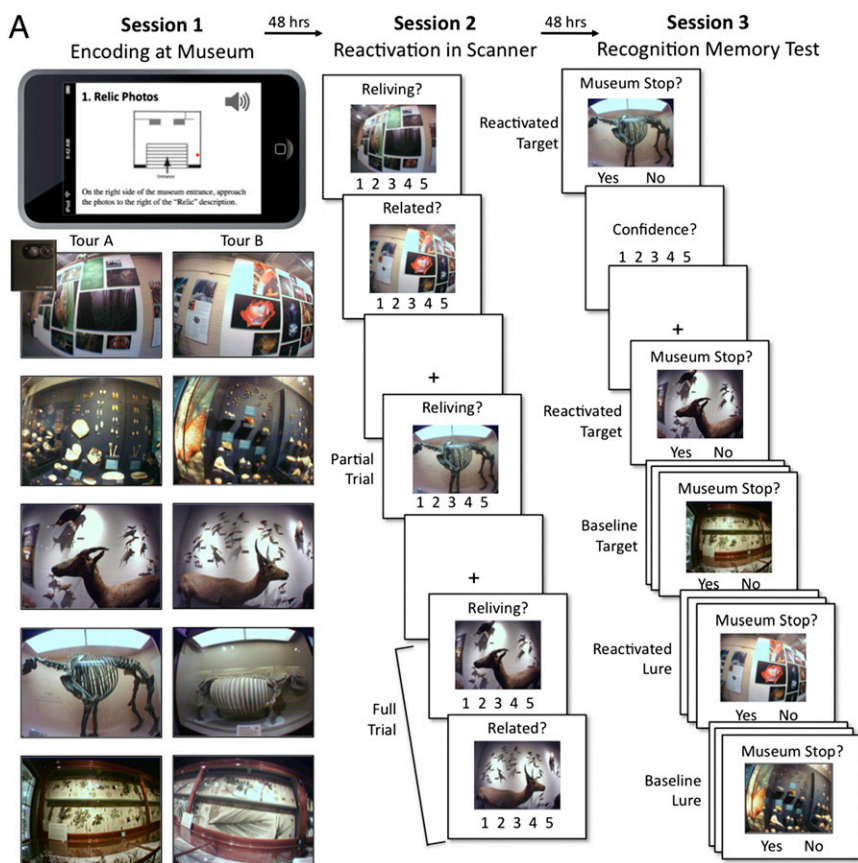 A
Session 1
Encoding at Museum
48 hrs
Session 2
Reactivation in Scanner
48 hrs
Session 3
Recognition Memory Test
9:42 AM
iPod
1. Relic Photos
Entrance
On the right side of the museum entrance, approach
the photos to the right of the “Relic” description.
Tour A
Tour B
Reliving?
1 2 3 4 5
Related?
1 2 3 4 5
+
Partial
Trial
Reliving?
1 2 3 4 5
+
Full
Trial
Reliving?
1 2 3 4 5
Related?
1 2 3 4 5
Reactivated
Target
Museum Stop?
Yes No
Confidence?
1 2 3 4 5
+
Reactivated
Target
Museum Stop?
Yes No
Baseline
Target
Museum Stop?
Yes No
Reactivated
Lure
Museum Stop?
Yes No
Baseline
Lure
Museum Stop?
Yes No